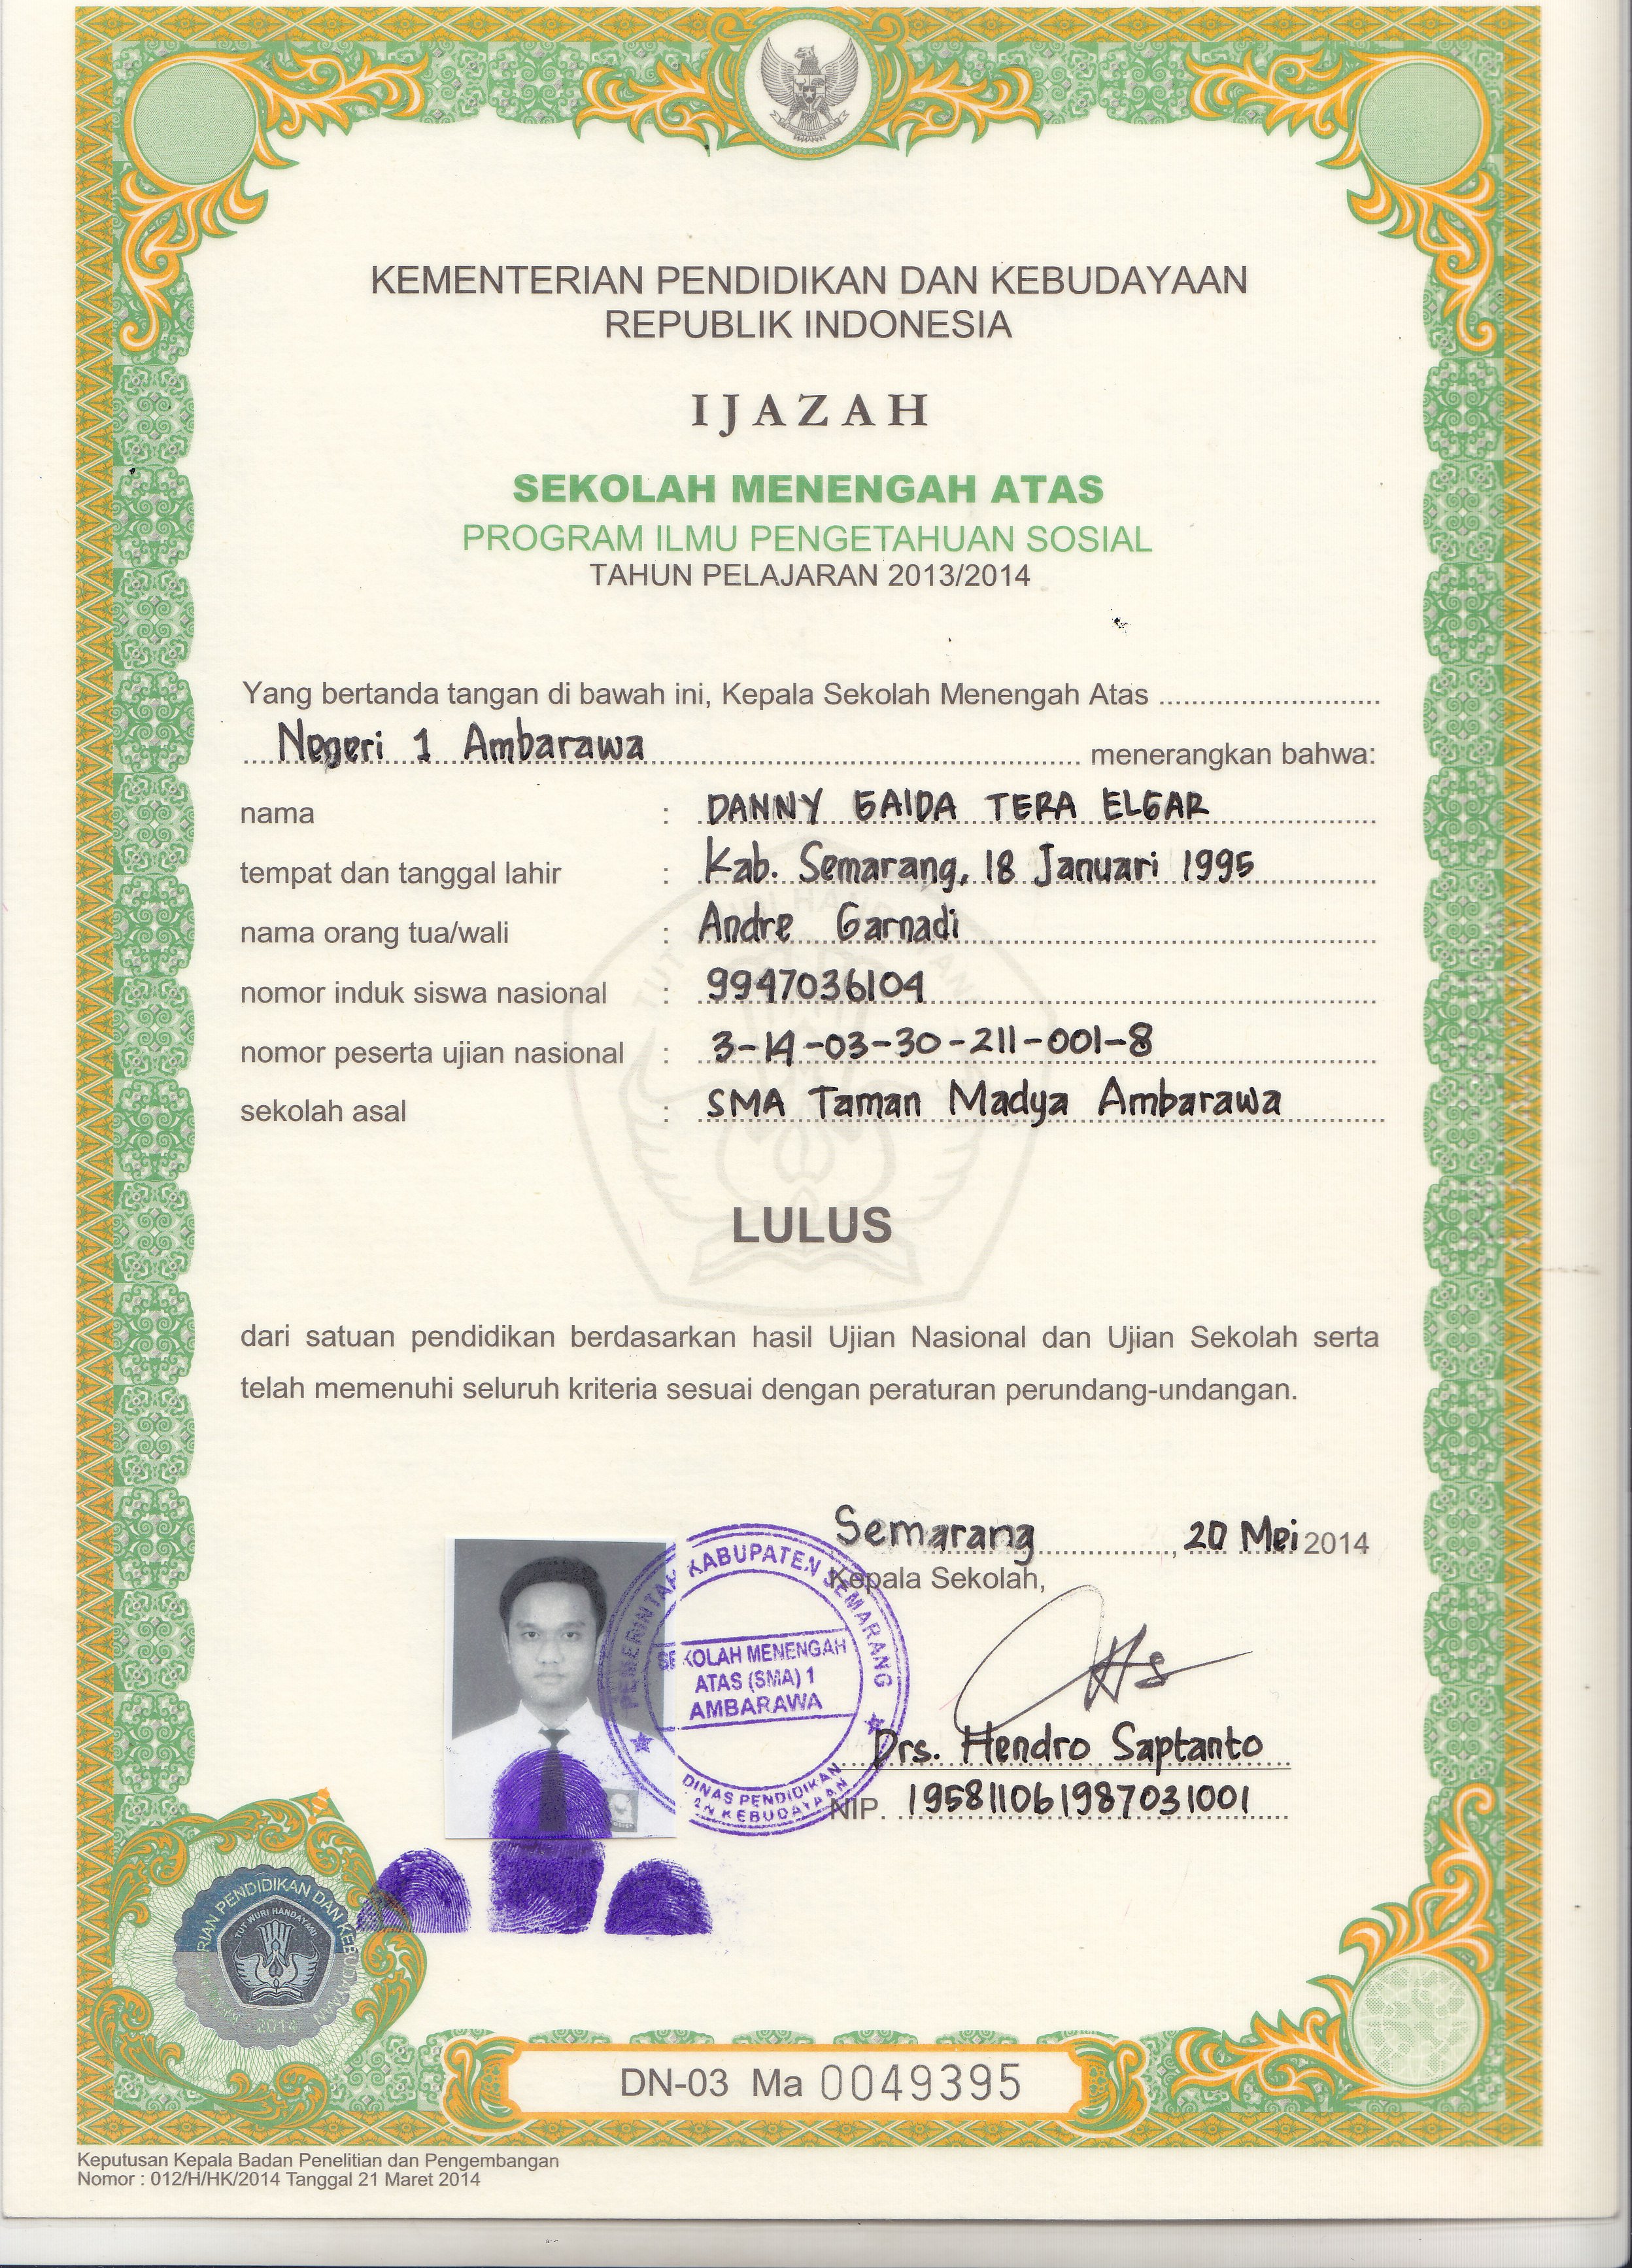 KEMENTERIAN PENDIDIKAN DAN KEBUDAYAAN
REPUBLIK INDONESIA
IJAZAH
SEKOLAH MENENGAH ATAS
PROGRAM ILMU PENGETAHUAN SOSIAL
TAHUN PELAJARAN 2013/2014
Yang bertanda tangan di bawah ini, Kepala Sekolah Menengah Atas
Negeri 1 Ambarawa menerangkan bahwa:
nama : DANNY GAIDA TERA ELGAR
tempat dan tanggal lahir : Kab. Semarang, 18 Januari 1995
nama orang tua/wali : Andre Garnadi
nomor induk siswa nasional : 9947036104
nomor peserta ujian nasional : 3-14-03-30-211-001-8
sekolah asal : SMA Taman Madya Ambarawa
TUT WURI HANDAYANI
LULUS
dari satuan pendidikan berdasarkan hasil Ujian Nasional dan Ujian Sekolah serta
telah memenuhi seluruh kriteria sesuai dengan peraturan perundang-undangan.
Semarang, 20 Mei 2014
Kepala Sekolah,
PEMERINTAH KABUPATEN SEMARANG
SEKOLAH MENENGAH
ATAS (SMA) 1
AMBARAWA
DINAS PENDIDIKAN
DAN KEBUDAYAAN
Drs. Hendro Saptanto
NIP. 195811061987031001
KEMENTERIAN PENDIDIKAN DAN KEBUDAYAAN
TUT WURI HANDAYANI
2014
DN-03 Ma 0049395
Keputusan Kepala Badan Penelitian dan Pengembangan
Nomor : 012/H/HK/2014 Tanggal 21 Maret 2014